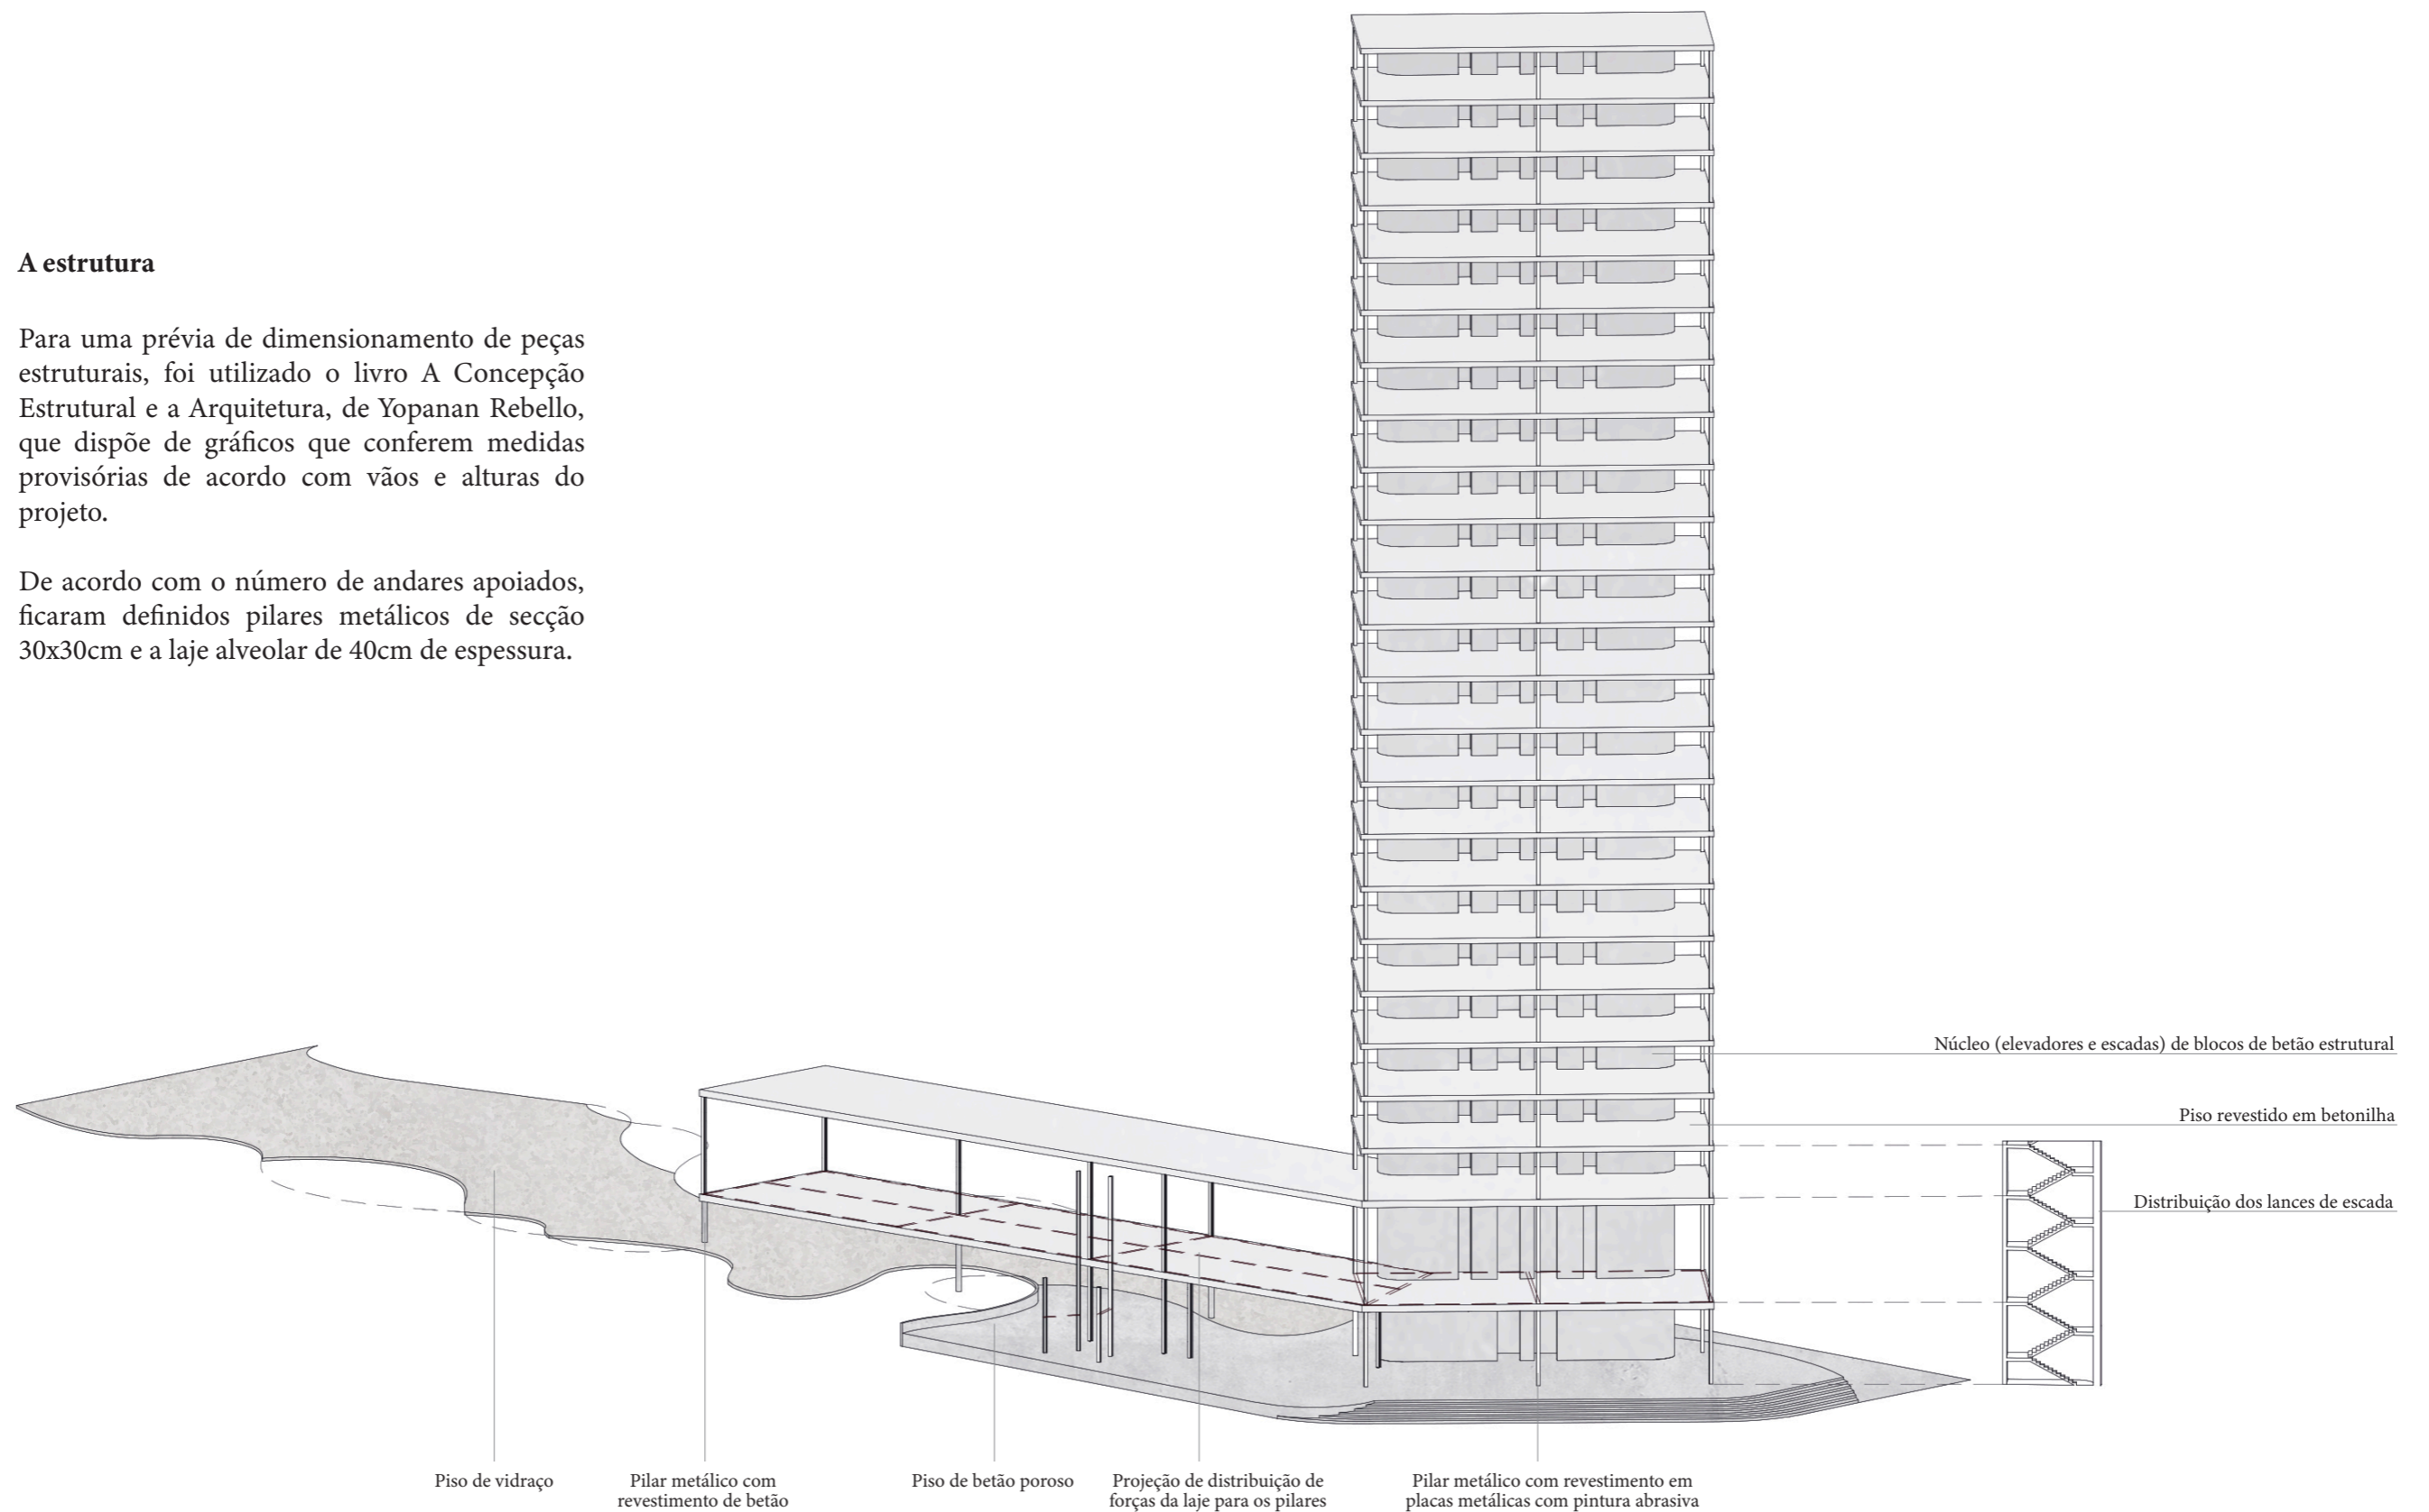 A estrutura
Para uma prévia de dimensionamento de peças
estruturais, foi utilizado o livro A Concepção
Estrutural e a Arquitetura, de Yopanan Rebello,
que dispõe de gráficos que conferem medidas
provisórias de acordo com vãos e alturas do
projeto.
De acordo com o número de andares apoiados,
ficaram definidos pilares metálicos de secção
30x30cm e a laje alveolar de 40cm de espessura.
Núcleo (elevadores e escadas) de blocos de betão estrutural
Piso revestido em betonilha
Distribuição dos lances de escada
Piso de vidraço
Pilar metálico com
revestimento de betão
Piso de betão poroso
Projeção de distribuição de
forças da laje para os pilares
Pilar metálico com revestimento em
placas metálicas com pintura abrasiva